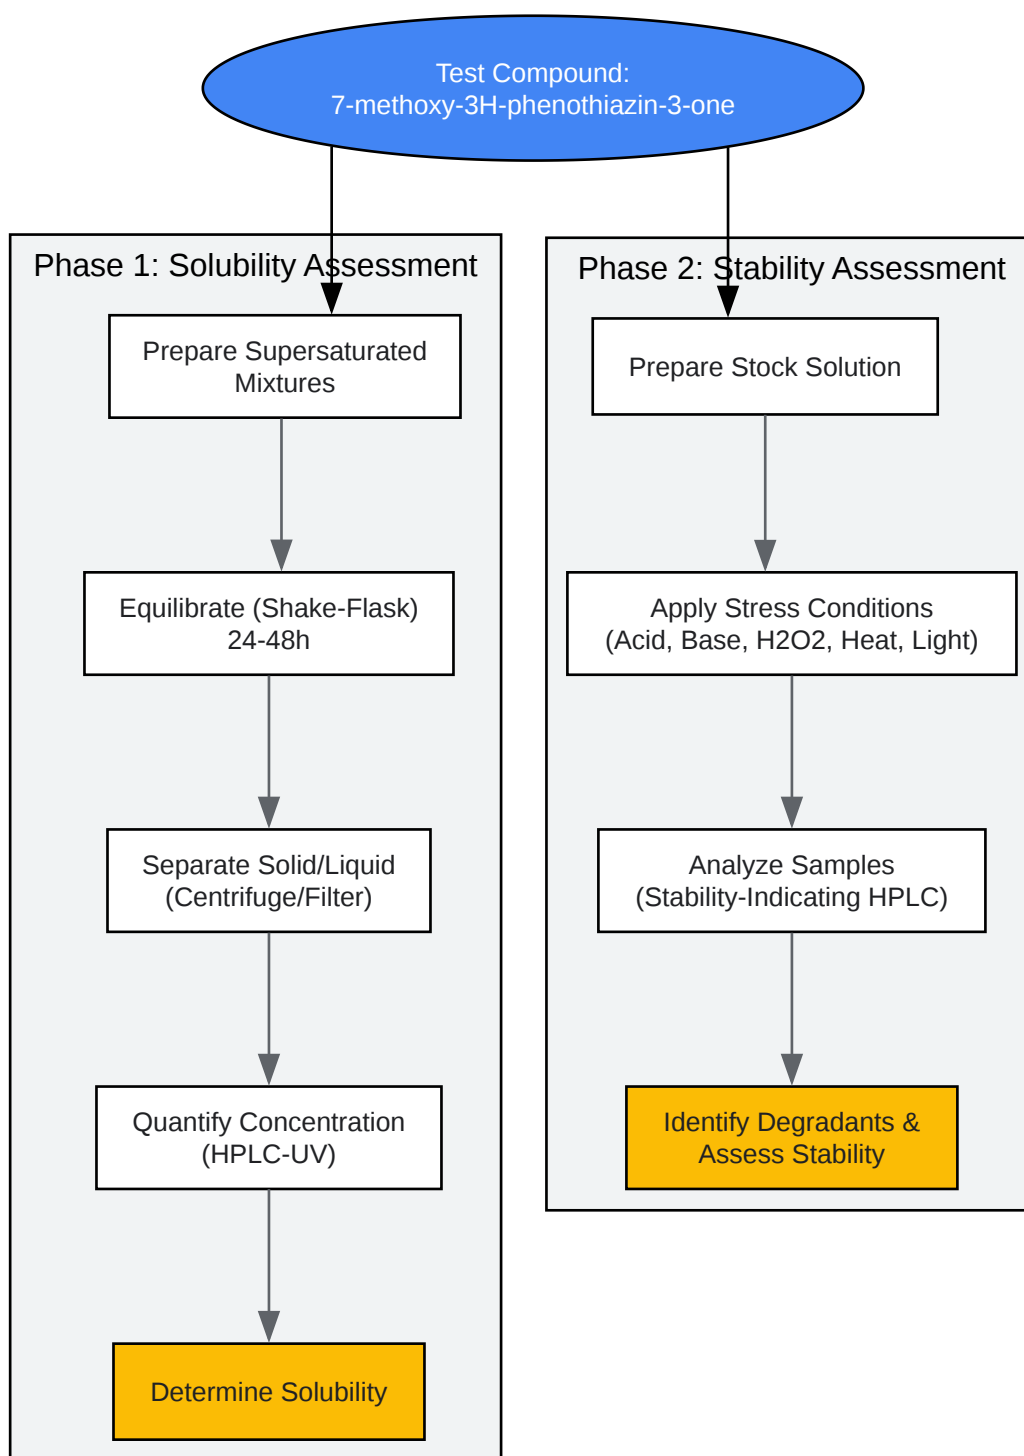 Test Compound:
7-methoxy-3H-phenothiazin-3-one
Phase 1: Solubility Assessment
Prepare Supersaturated
Mixtures
Equilibrate (Shake-Flask)
24-48h
Separate Solid/Liquid
(Centrifuge/Filter)
Quantify Concentration
(HPLC-UV)
Determine Solubility
Phase 2: Stability Assessment
Prepare Stock Solution
Apply Stress Conditions
(Acid, Base, H2O2, Heat, Light)
Analyze Samples
(Stability-Indicating HPLC)
Identify Degradants &
Assess Stability